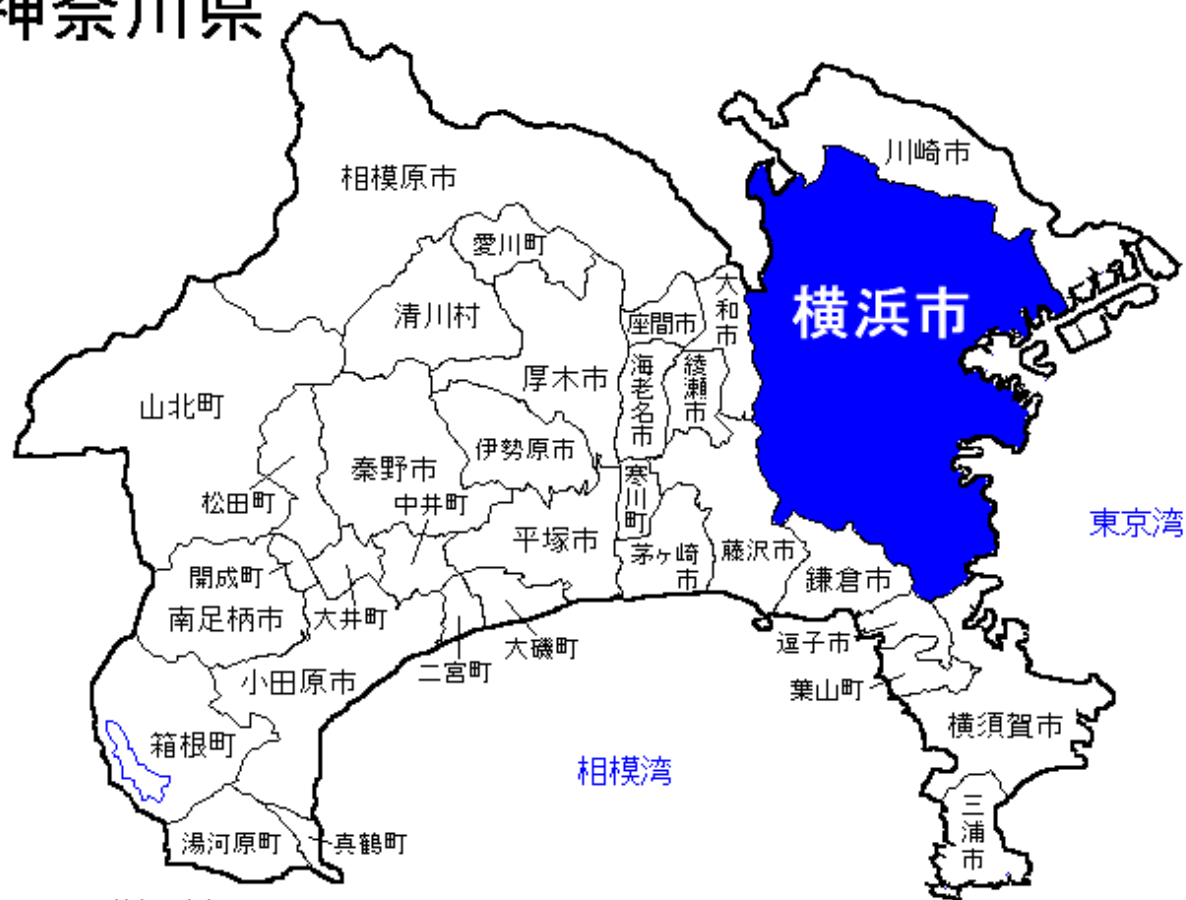 神奈川県
川崎市
相模原市
愛川町
大和市
清川村
座間市
横浜市
厚木市
海老名市
綾瀬市
山北町
伊勢原市
秦野市
寒川町
松田町
中井町
東京湾
平塚市
茅ヶ崎市
藤沢市
開成町
鎌倉市
南足柄市
大井町
逗子市
大磯町
二宮町
小田原市
葉山町
横須賀市
箱根町
相模湾
三浦市
湯河原町
真鶴町